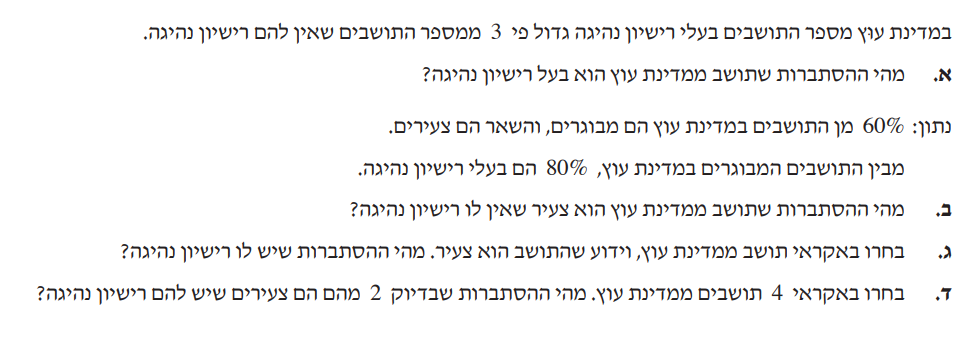 במדינת עוּץ מספר התושבים בעלי רישיון נהיגה גדול פי 3 ממספר התושבים שאין להם רישיון נהיגה.
א. מהי ההסתברות שתושב ממדינת עוץ הוא בעל רישיון נהיגה?
נתון: 60% מן התושבים במדינת עוץ הם מבוגרים, והשאר הם צעירים.
מבין התושבים המבוגרים במדינת עוץ, 80% הם בעלי רישיון נהיגה.
ב. מהי ההסתברות שתושב ממדינת עוץ הוא צעיר שאין לו רישיון נהיגה?
ג. בחרו באקראי תושב ממדינת עוץ, וידוע שהתושב הוא צעיר. מהי ההסתברות שיש לו רישיון נהיגה?
ד. בחרו באקראי 4 תושבים ממדינת עוץ. מהי ההסתברות שבדיוק 2 מהם הם צעירים שיש להם רישיון נהיגה?